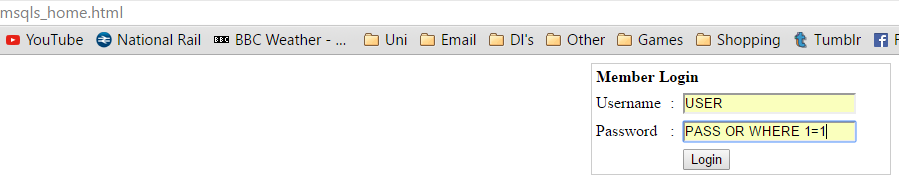 msqls_home.html
YouTube National Rail BBC BBC Weather - ... Uni Email DI's Other Games Shopping Tumblr F
Member Login
Username : USER
Password : PASS OR WHERE 1=1
Login